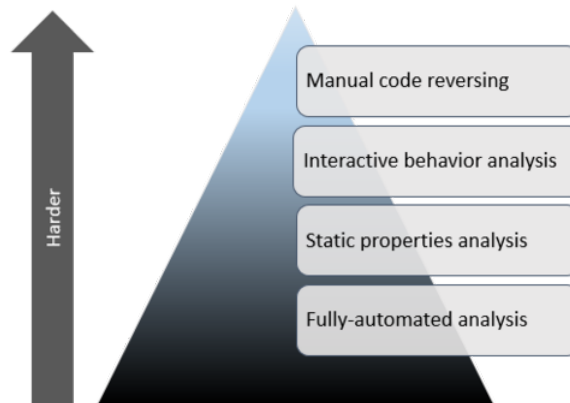 Manual code reversing
Interactive behavior analysis
Static properties analysis
Fully-automated analysis
Harder